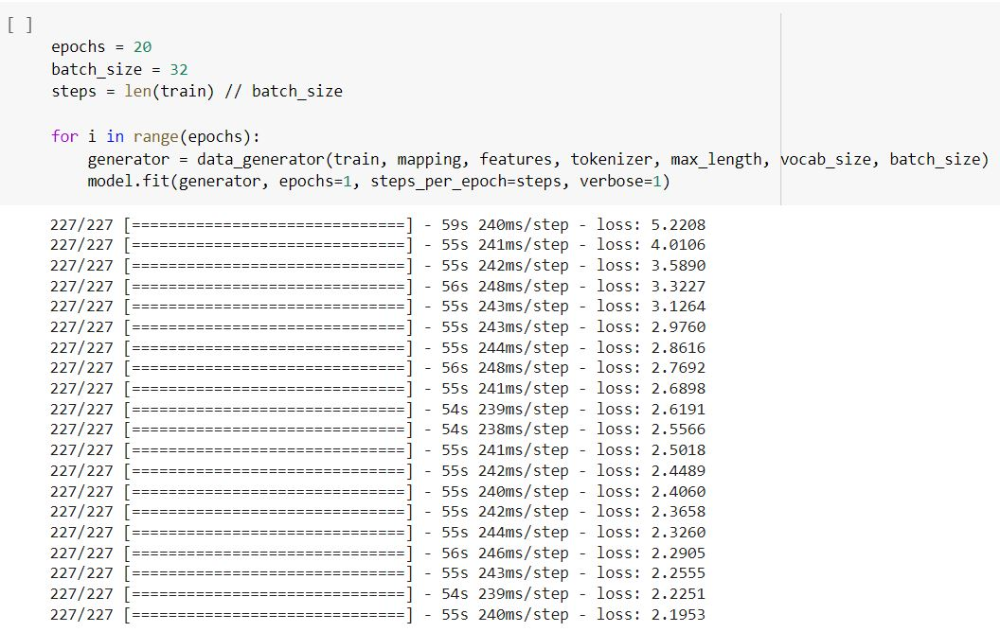 [ ]
epochs = 20
batch_size = 32
steps = len(train) // batch_size
for i in range(epochs):
    generator = data_generator(train, mapping, features, tokenizer, max_length, vocab_size, batch_size)
    model.fit(generator, epochs=1, steps_per_epoch=steps, verbose=1)
227/227 [==============================] - 59s 240ms/step - loss: 5.2208
227/227 [==============================] - 55s 241ms/step - loss: 4.0106
227/227 [==============================] - 55s 242ms/step - loss: 3.5890
227/227 [==============================] - 56s 248ms/step - loss: 3.3227
227/227 [==============================] - 55s 243ms/step - loss: 3.1264
227/227 [==============================] - 55s 243ms/step - loss: 2.9760
227/227 [==============================] - 55s 244ms/step - loss: 2.8616
227/227 [==============================] - 56s 248ms/step - loss: 2.7692
227/227 [==============================] - 55s 241ms/step - loss: 2.6898
227/227 [==============================] - 54s 239ms/step - loss: 2.6191
227/227 [==============================] - 54s 238ms/step - loss: 2.5566
227/227 [==============================] - 55s 241ms/step - loss: 2.5018
227/227 [==============================] - 55s 242ms/step - loss: 2.4489
227/227 [==============================] - 55s 240ms/step - loss: 2.4060
227/227 [==============================] - 55s 242ms/step - loss: 2.3658
227/227 [==============================] - 55s 244ms/step - loss: 2.3260
227/227 [==============================] - 56s 246ms/step - loss: 2.2905
227/227 [==============================] - 55s 243ms/step - loss: 2.2555
227/227 [==============================] - 54s 239ms/step - loss: 2.2251
227/227 [==============================] - 55s 240ms/step - loss: 2.1953